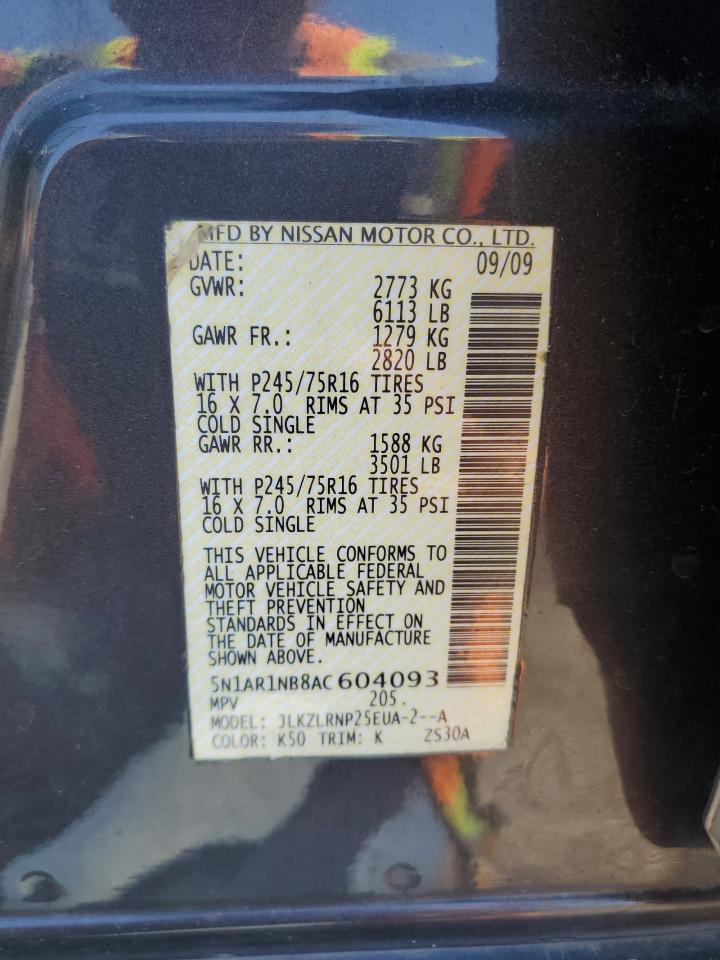 MFD BY NISSAN MOTOR CO., LTD.
DATE: 09/09
GVWR: 2773 KG
6113 LB
GAWR FR.: 1279 KG
2820 LB
WITH P245/75R16 TIRES
16 X 7.0 RIMS AT 35 PSI
COLD SINGLE
GAWR RR.: 1588 KG
3501 LB
WITH P245/75R16 TIRES
16 X 7.0 RIMS AT 35 PSI
COLD SINGLE
THIS VEHICLE CONFORMS TO
ALL APPLICABLE FEDERAL
MOTOR VEHICLE SAFETY AND
THEFT PREVENTION
STANDARDS IN EFFECT ON
THE DATE OF MANUFACTURE
SHOWN ABOVE.
5N1AR1NB8AC604093
MPV 205.
MODEL: JLKZLRNP25EUA-2--A
COLOR: K50 TRIM: K ZS30A